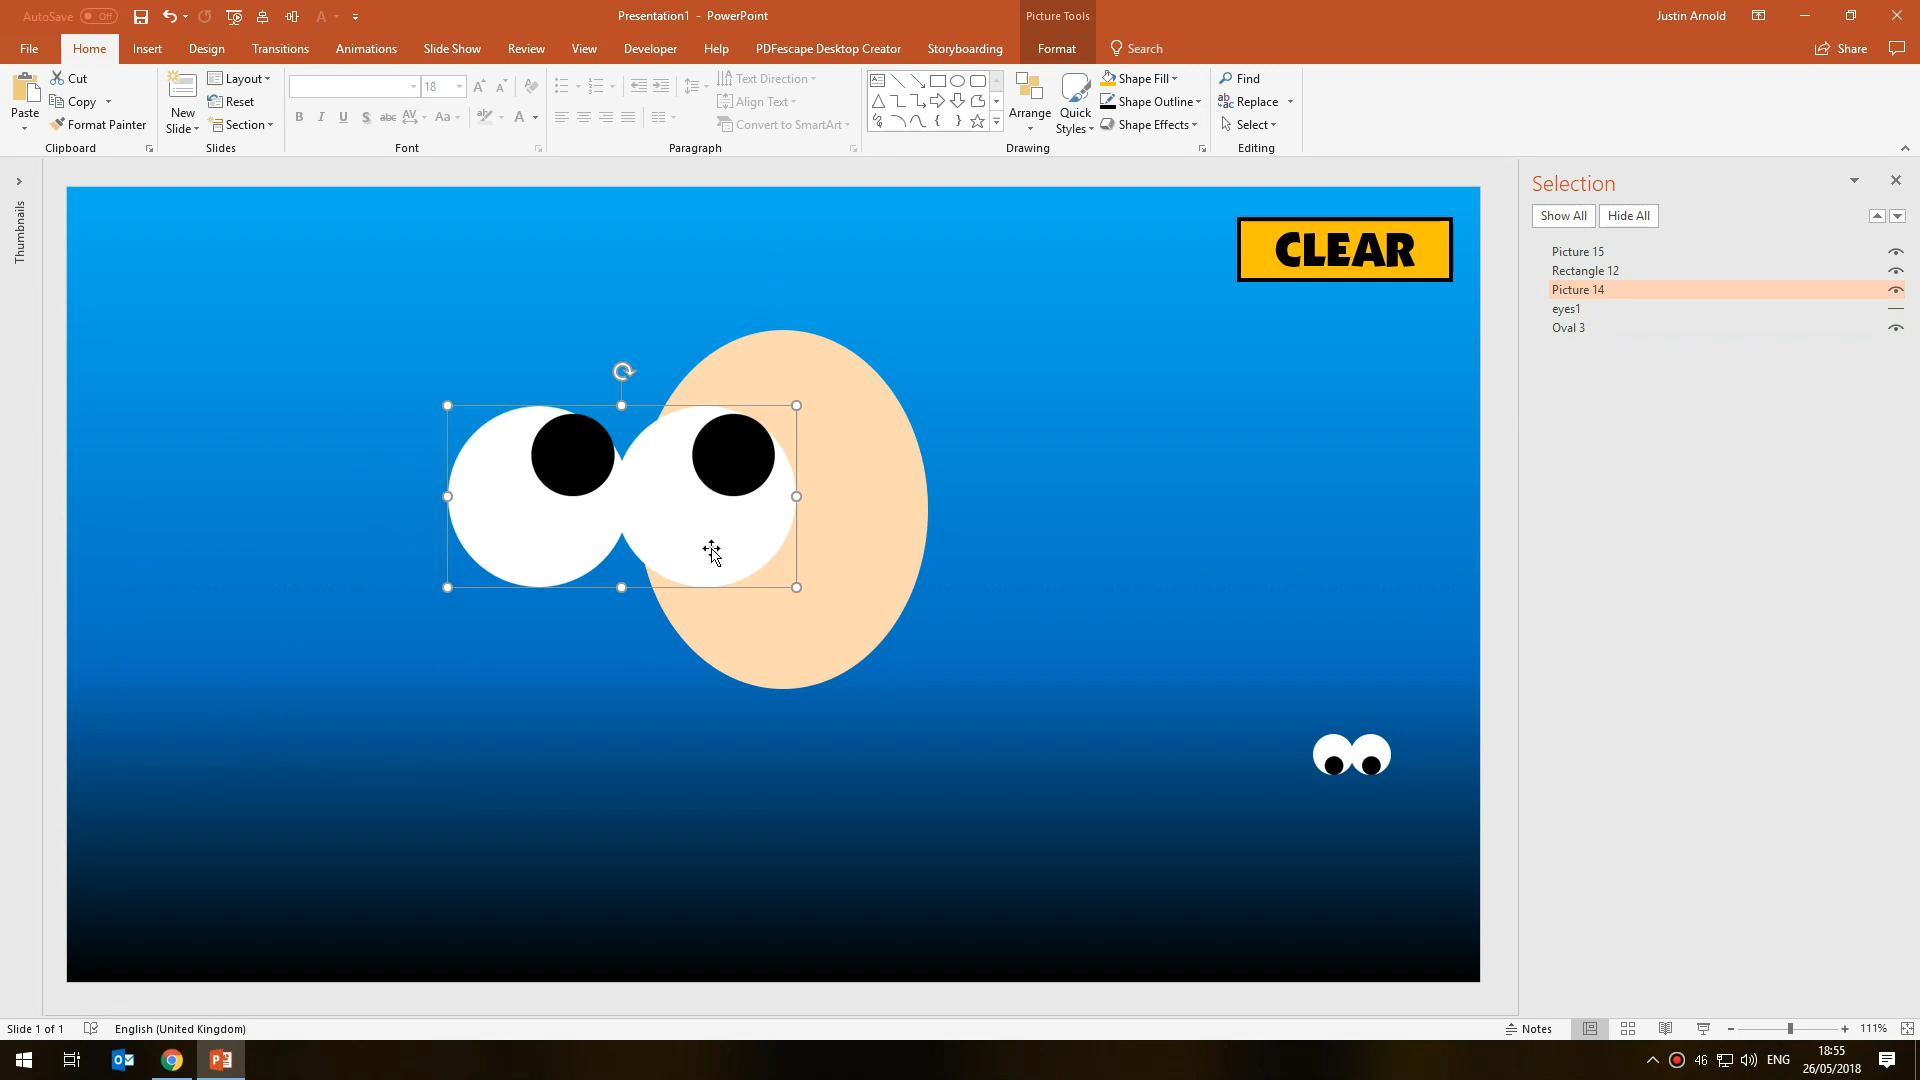 AutoSave Off
Presentation1 - PowerPoint
Picture Tools
Justin Arnold
File Home Insert Design Transitions Animations Slide Show Review View Developer Help PDFescape Desktop Creator Storyboarding Format Search Share
Cut
Copy
Format Painter
Paste
Clipboard
New
Slide
Layout
Reset
Section
Slides
18
B I U S abc AV Aa A
Font
Text Direction
Align Text
Convert to SmartArt
Paragraph
Arrange
Quick
Styles
Shape Fill
Shape Outline
Shape Effects
Drawing
Find
Replace
Select
Editing
Thumbnails
CLEAR
Selection
Show All Hide All
Picture 15
Rectangle 12
Picture 14
eyes1
Oval 3
Slide 1 of 1 English (United Kingdom)
Notes
111%
46 ENG
18:55
26/05/2018